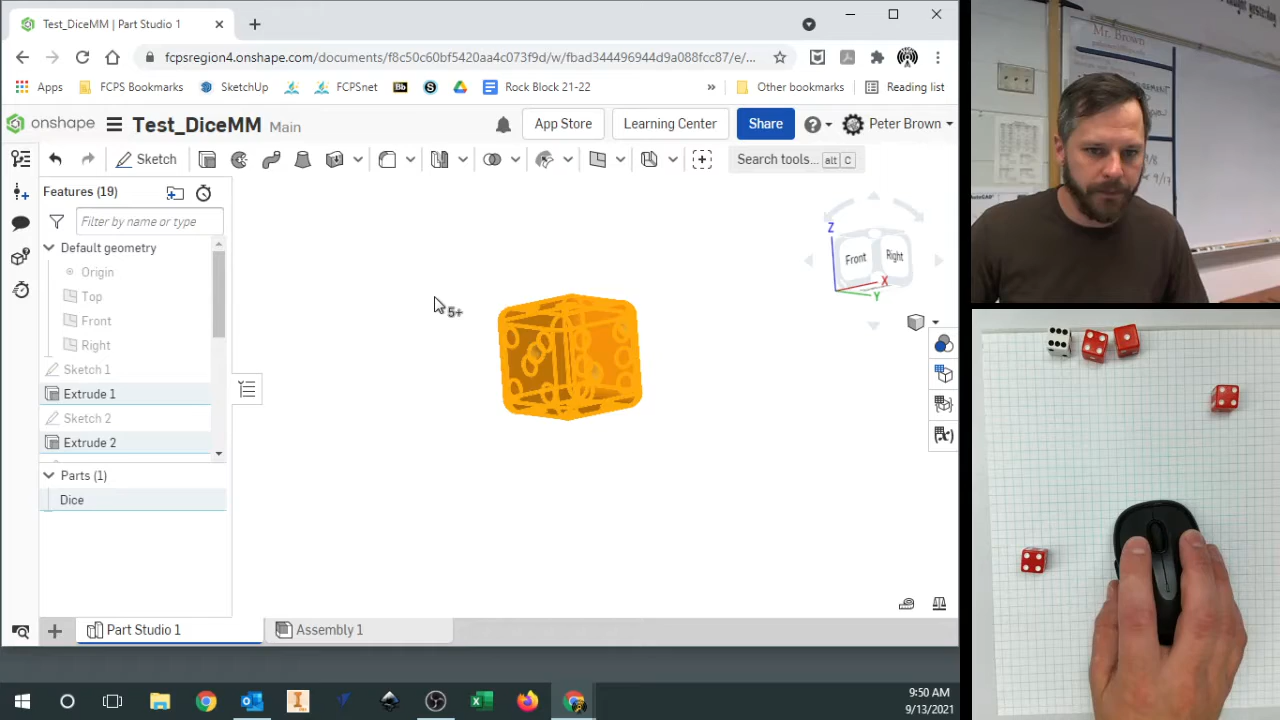 Test_DiceMM | Part Studio 1
fcpsregion4.onshape.com/documents/f8c50c60bf5420aa4c073f9d/w/fbad344496944d9a088fcc87/e/...
Apps FCPS Bookmarks SketchUp FCPSnet Bb S Rock Block 21-22 » Other bookmarks Reading list
onshape Test_DiceMM Main App Store Learning Center Share Peter Brown
Sketch Search tools... alt C
Features (19)
Filter by name or type
Default geometry
Origin
Top
Front
Right
Sketch 1
Extrude 1
Sketch 2
Extrude 2
Parts (1)
Dice
5+
Z
Front Right
X
Y
(x)
Part Studio 1 Assembly 1
9:50 AM
9/13/2021
Mr. Brown